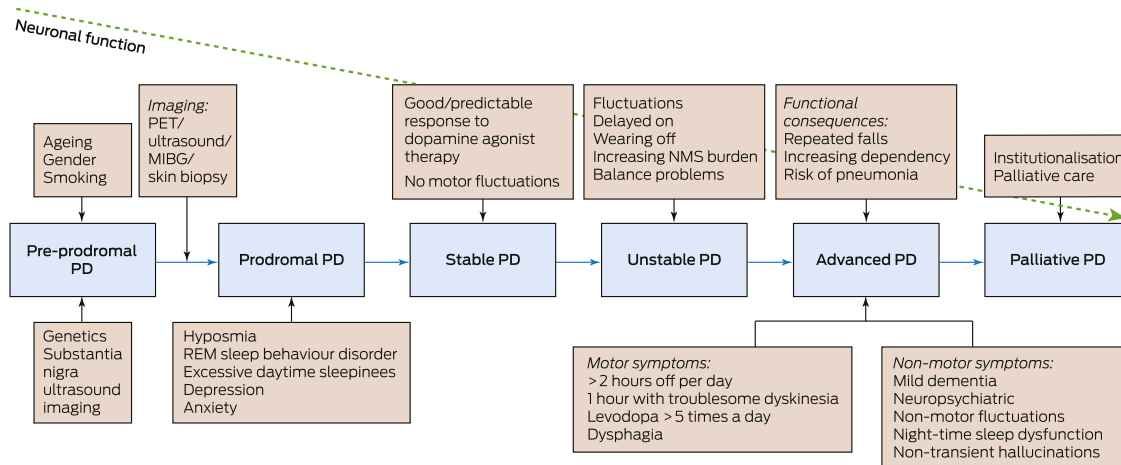 Neuronal function
Ageing
Gender
Smoking
Imaging:
PET/
ultrasound/
MIBG/
skin biopsy
Good/predictable
response to
dopamine agonist
therapy
No motor fluctuations
Fluctuations
Delayed on
Wearing off
Increasing NMS burden
Balance problems
Functional
consequences:
Repeated falls
Increasing dependency
Risk of pneumonia
Institutionalisation
Palliative care
Pre-prodromal
PD
Prodromal PD
Stable PD
Unstable PD
Advanced PD
Palliative PD
Genetics
Substantia
nigra
ultrasound
imaging
Hyposmia
REM sleep behaviour disorder
Excessive daytime sleepinees
Depression
Anxiety
Motor symptoms:
> 2 hours off per day
1 hour with troublesome dyskinesia
Levodopa > 5 times a day
Dysphagia
Non-motor symptoms:
Mild dementia
Neuropsychiatric
Non-motor fluctuations
Night-time sleep dysfunction
Non-transient hallucinations